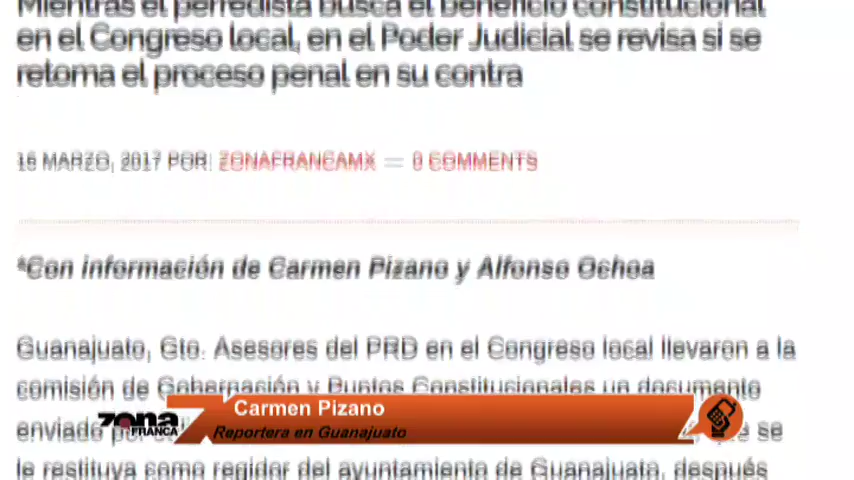 Mientras el perredista busca el beneficio constitucional
en el Congreso local, en el Poder Judicial se revisa si se
retoma el proceso penal en su contra
16 MARZO, 2017 POR: ZONAFRANCAMX — 0 COMMENTS
*Con información de Carmen Pizano y Alfonso Ochoa
Guanajuato, Gto. Asesores del PRD en el Congreso local llevaron a la
comisión de Gobernación y Puntos Constitucionales un documento
enviado que se
le restituya como regidor del ayuntamiento de Guanajuato, después
zona
FRANCA
Carmen Pizano
Reportera en Guanajuato